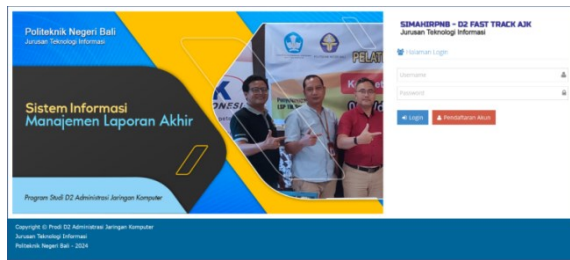 Politeknik Negeri Bali
Jurusan Teknologi Informasi
Sistem Informasi
Manajemen Laporan Akhir
Program Studi D2 Administrasi Jaringan Komputer
PELAT
K
ONESI
SIMAHIRPNB - D2 FAST TRACK AJK
Jurusan Teknologi Informasi
Halaman Login
Username
Password
Login
Pendaftaran Akun
Copyright © Prodi D2 Administrasi Jaringan Komputer
Jurusan Teknologi Informasi
Politeknik Negeri Bali - 2024